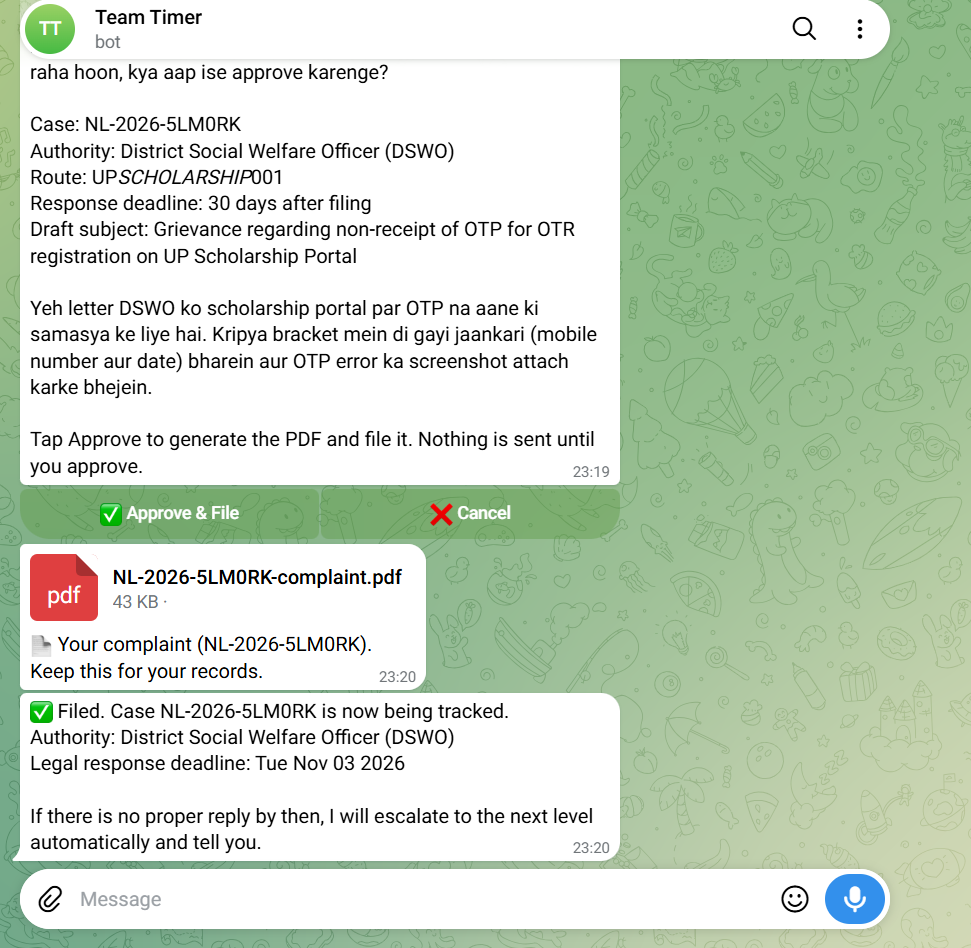 TT
Team Timer
bot
raha hoon, kya aap ise approve karenge?
Case: NL-2026-5LM0RK
Authority: District Social Welfare Officer (DSWO)
Route: UPSCHOLARSHIP001
Response deadline: 30 days after filing
Draft subject: Grievance regarding non-receipt of OTP for OTR
registration on UP Scholarship Portal
Yeh letter DSWO ko scholarship portal par OTP na aane ki
samasya ke liye hai. Kripya bracket mein di gayi jaankari (mobile
number aur date) bharein aur OTP error ka screenshot attach
karke bhejein.
Tap Approve to generate the PDF and file it. Nothing is sent until
you approve.
23:19
✅ Approve & File
❌ Cancel
pdf
NL-2026-5LM0RK-complaint.pdf
43 KB ·
📄 Your complaint (NL-2026-5LM0RK).
Keep this for your records.
23:20
✅ Filed. Case NL-2026-5LM0RK is now being tracked.
Authority: District Social Welfare Officer (DSWO)
Legal response deadline: Tue Nov 03 2026
If there is no proper reply by then, I will escalate to the next level
automatically and tell you.
23:20
Message